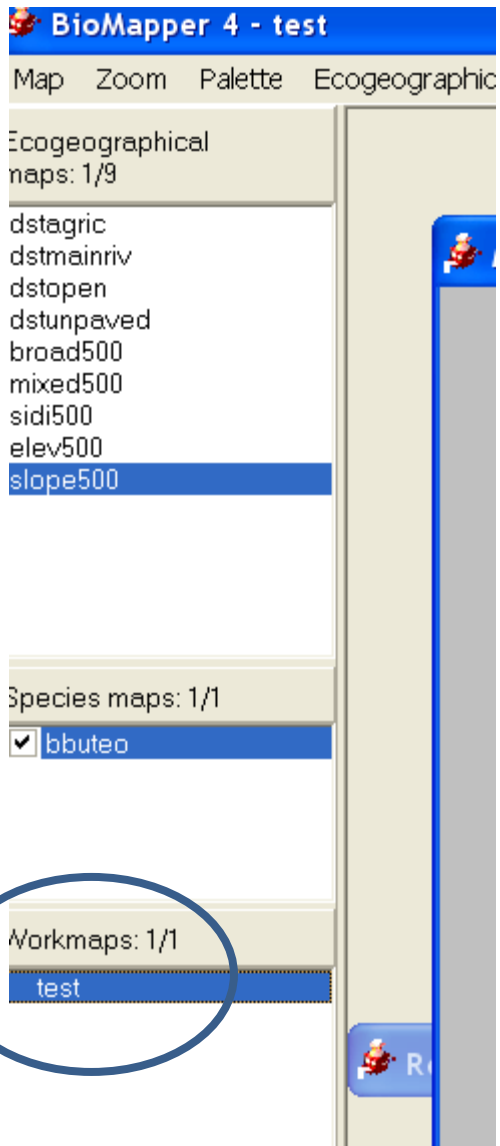 BioMapper 4 - test
Map Zoom Palette Ecogeographic
Ecogeographical
maps: 1/9
dstagric
dstmainriv
dstopen
dstunpaved
broad500
mixed500
sidi500
elev500
slope500
Species maps: 1/1
bbuteo
Workmaps: 1/1
test